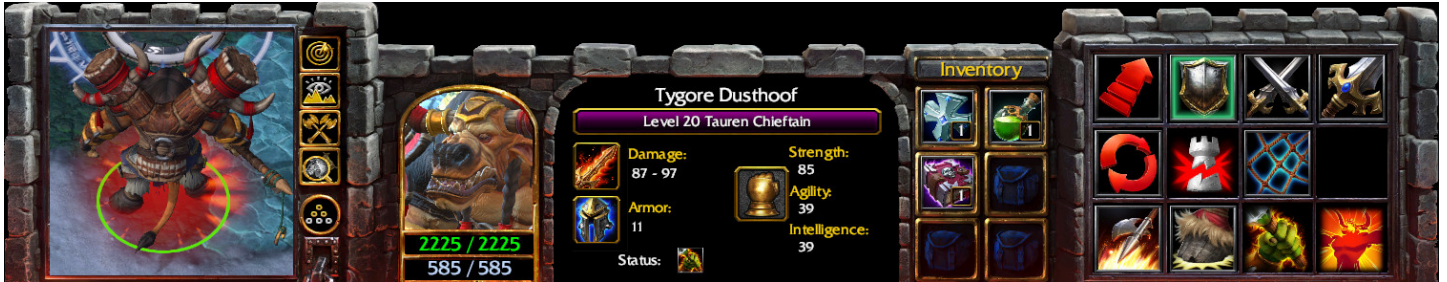 Tygore Dusthoof
Level 20 Tauren Chieftain
Damage:
87 - 97
Armor:
11
Status:
Strength:
85
Agility:
39
Intelligence:
39
2225 / 2225
585 / 585
Inventory
1
1
1